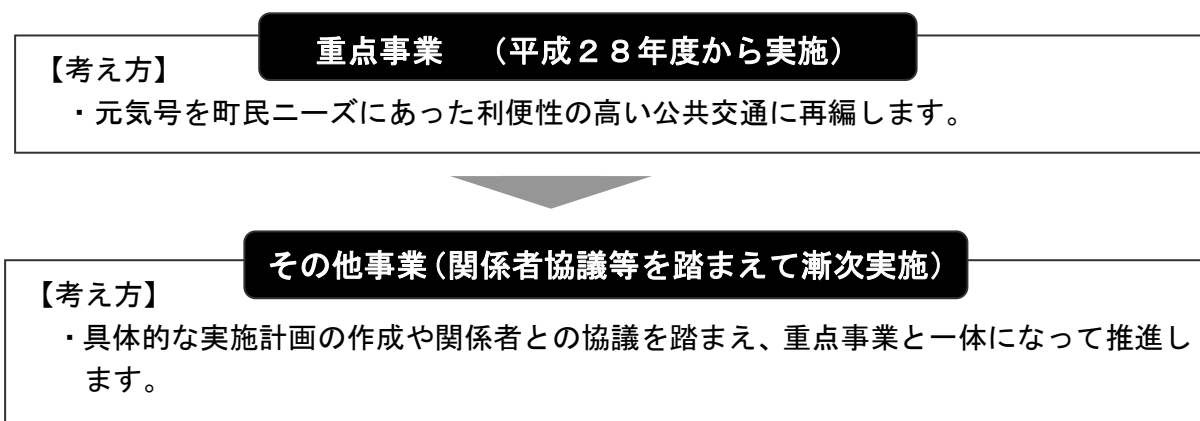 重点事業　（平成２８年度から実施）
【考え方】
・元気号を町民ニーズにあった利便性の高い公共交通に再編します。
その他事業（関係者協議等を踏まえて漸次実施）
【考え方】
・具体的な実施計画の作成や関係者との協議を踏まえ、重点事業と一体になって推進し
ます。